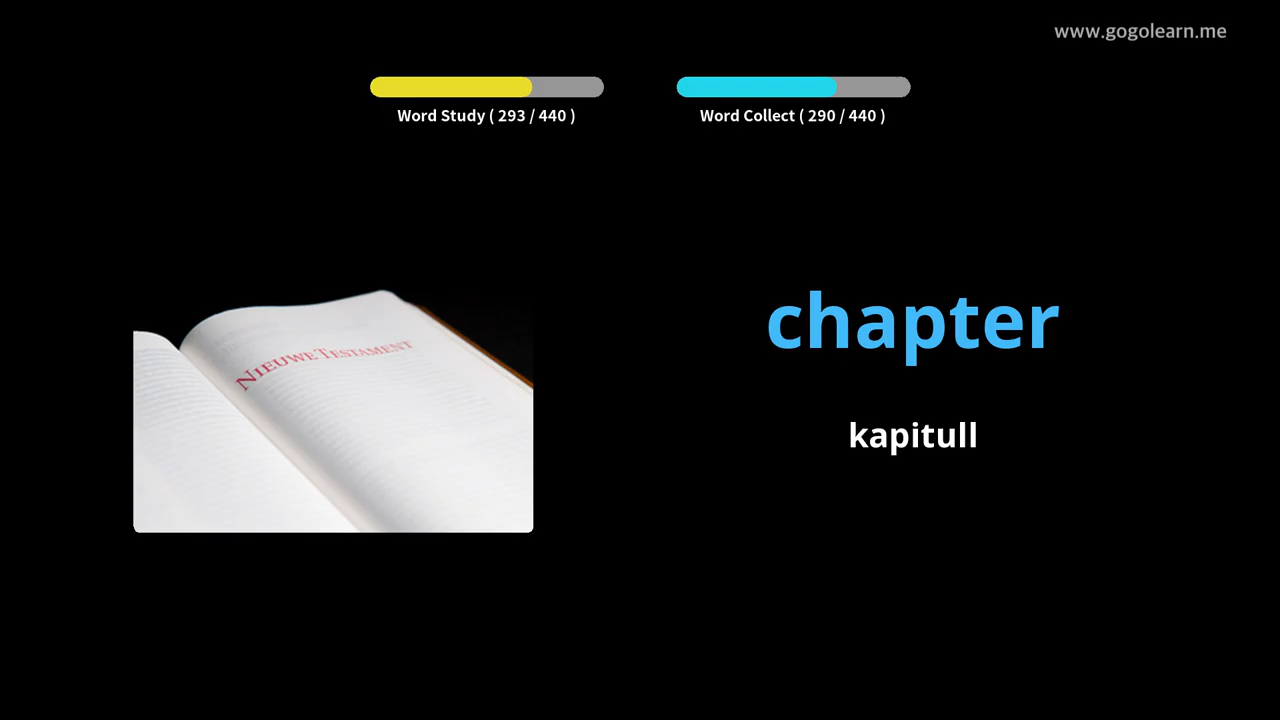 www.gogolearn.me
Word Study ( 293 / 440 )
Word Collect ( 290 / 440 )
NIEUWE TESTAMENT
chapter
kapitull